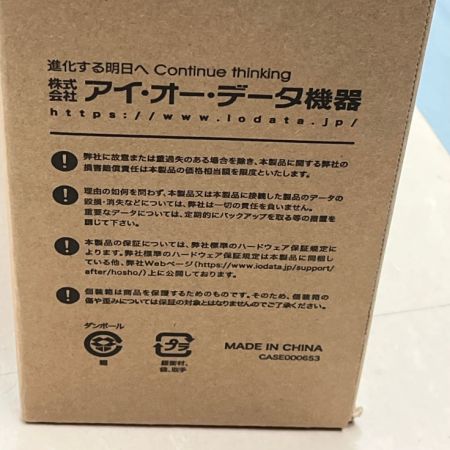 進化する明日へ Continue thinking
株式会社 アイ・オー・データ機器
https://www.iodata.jp/
弊社に故意または重過失のある場合を除き、本製品に関する弊社の
損害賠償責任は本製品の価格相当額を限度といたします。
理由の如何を問わず、本製品又は本製品に接続した製品のデータの
毀損・消失などについては、弊社は一切の責任を負いません。
重要なデータについては、定期的にバックアップを取る等の措置を
講じて下さい。
本製品の保証については、弊社標準のハードウェア保証規定に
よります。弊社標準のハードウェア保証規定は本製品に同梱し
ている他、弊社Webページ(https://www.iodata.jp/support/
after/hosho/)上に公開しております。
個装箱は商品を保護するためのものです。そのため、個装箱の
傷や歪みについては保証の対象とはなりませんのでご了承ください。
ダンボール
箱
プラ
緩衝材、
袋、取手
MADE IN CHINA
CASE000653